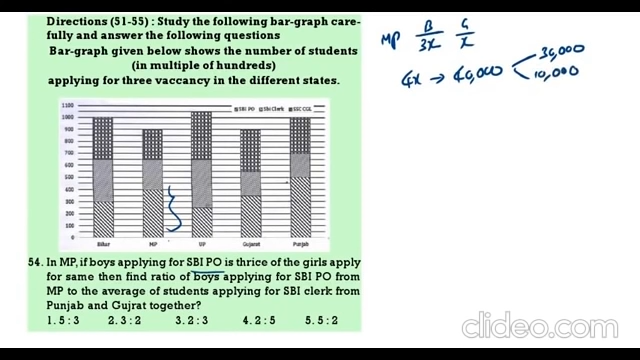 Directions (51-55) : Study the following bar-graph care-
fully and answer the following questions
Bar-graph given below shows the number of students
(in multiple of hundreds)
applying for three vaccancy in the different states.
MP B/3x G/x
4x → 40,000 30,000
10,000
1100
SBI PO SBI Clerk SSC CGL
1000
900
800
700
600
500
400
300
200
100
0
Bihar MP UP Gujarat Punjab
54. In MP, if boys applying for SBI PO is thrice of the girls apply
for same then find ratio of boys applying for SBI PO from
MP to the average of students applying for SBI clerk from
Punjab and Gujrat together?
1. 5 : 3 2. 3 : 2 3. 2 : 3 4. 2 : 5 5. 5 : 2
clideo.com